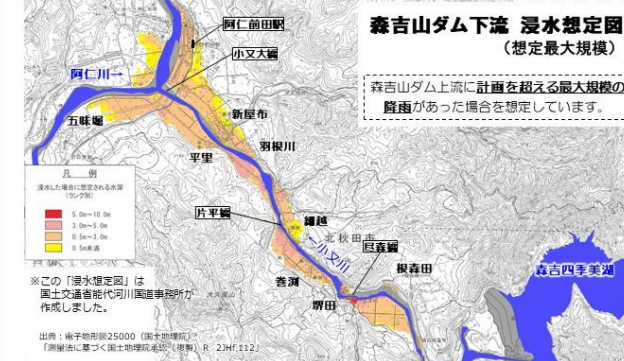 森吉山ダム下流 浸水想定図
(想定最大規模)
森吉山ダム上流に計画を超える最大規模の
降雨があった場合を想定しています。
阿仁前田駅
小又大橋
阿仁川→
五味堀
新屋布
羽根川
平里
凡 例
浸水した場合に想定される水深
(ランク別)
5.0m~10.0m
3.0m~5.0m
0.5m~3.0m
0.5m未満
片平橋
細越
北秋田市
←小又川
根森田
森吉四季美湖
巻渕
堺田
※この「浸水想定図」は
国土交通省能代河川国道事務所が
作成しました。
出典:電子地形図25000(国土地理院)